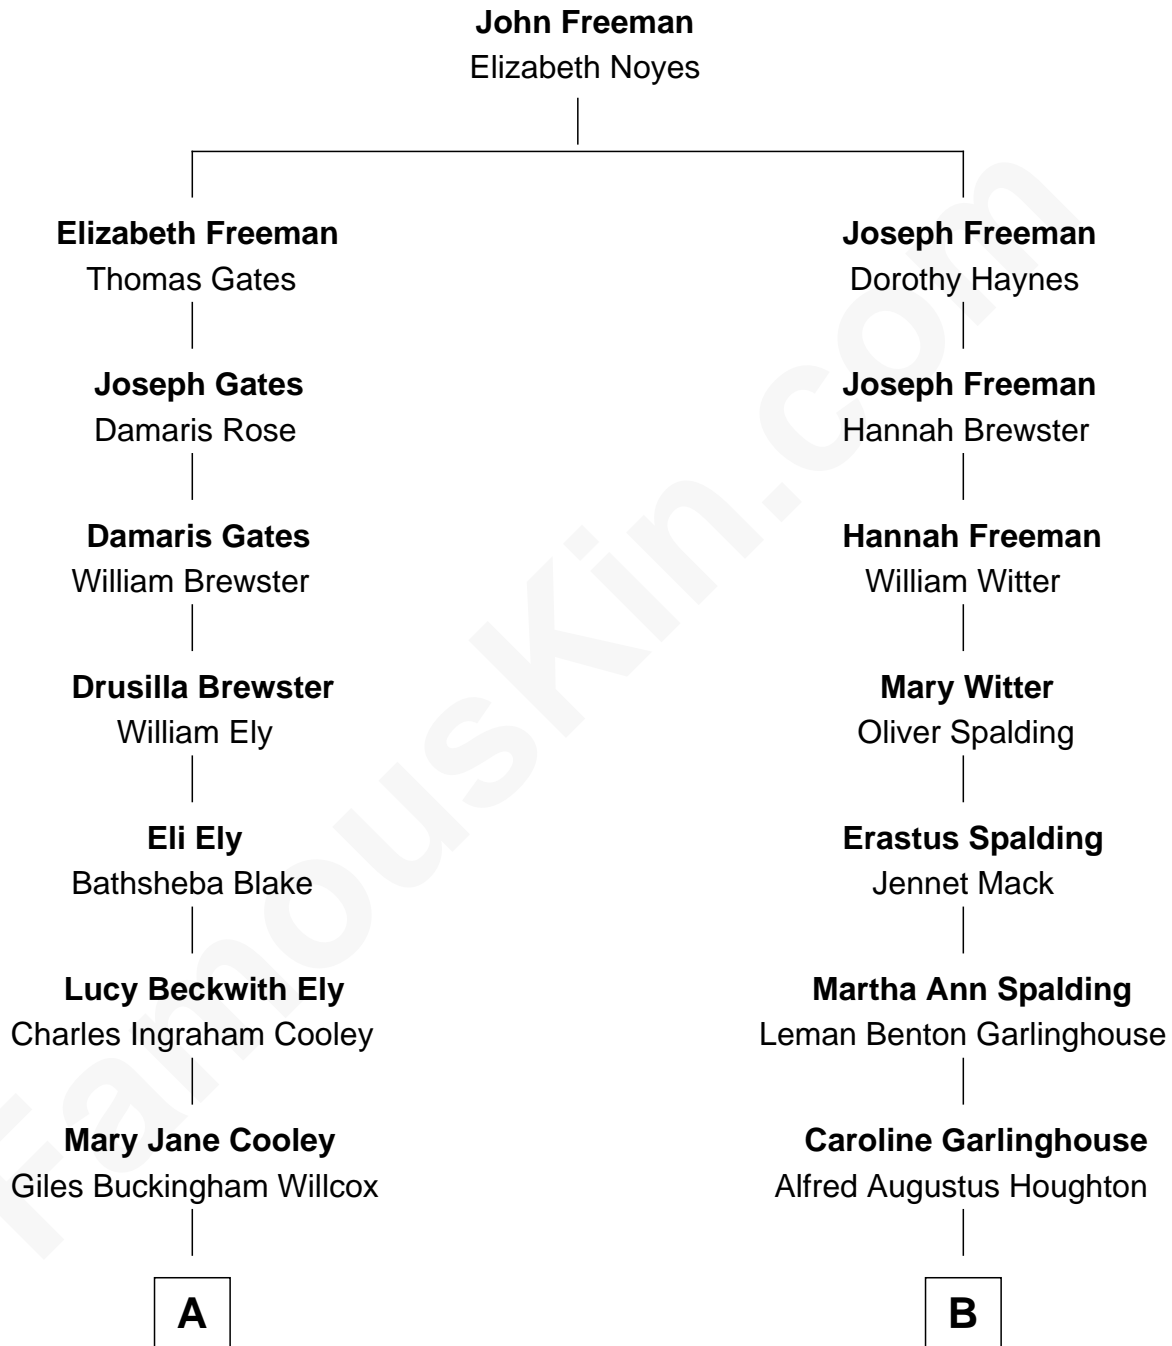 John Freeman
Elizabeth Noyes
Elizabeth Freeman
Thomas Gates
Joseph Gates
Damaris Rose
Damaris Gates
William Brewster
Drusilla Brewster
William Ely
Eli Ely
Bathsheba Blake
Lucy Beckwith Ely
Charles Ingraham Cooley
Mary Jane Cooley
Giles Buckingham Willcox
A
Joseph Freeman
Dorothy Haynes
Joseph Freeman
Hannah Brewster
Hannah Freeman
William Witter
Mary Witter
Oliver Spalding
Erastus Spalding
Jennet Mack
Martha Ann Spalding
Leman Benton Garlinghouse
Caroline Garlinghouse
Alfred Augustus Houghton
B
FamousKin.com